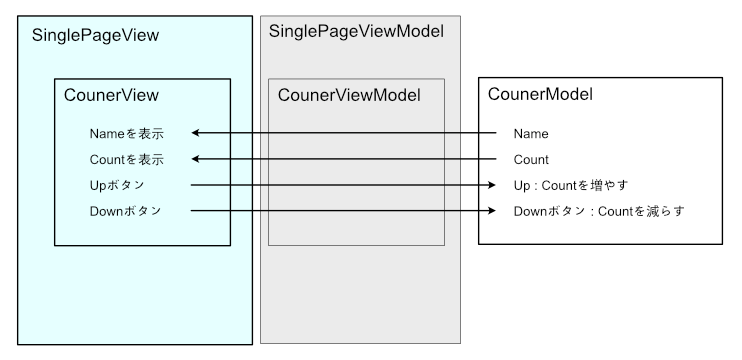 SinglePageView
SinglePageViewModel
CounerView
CounerViewModel
CounerModel
Nameを表示
Name
Countを表示
Count
Upボタン
Up : Countを増やす
Downボタン
Downボタン : Countを減らす